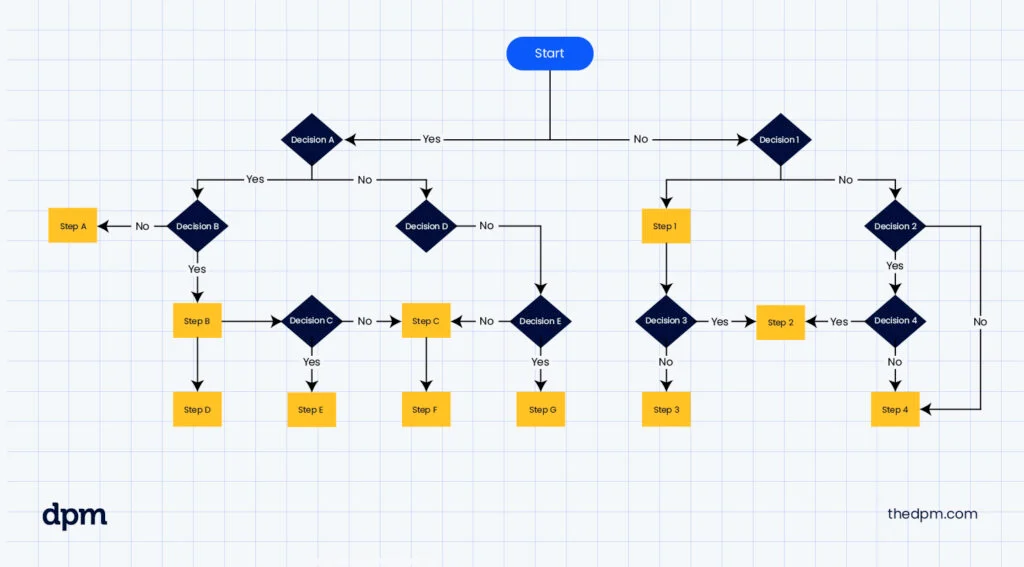 Start
Decision A
Yes
No
Decision 1
Yes
No
No
Step A
No
Decision B
Decision D
No
Step 1
Decision 2
Yes
Yes
Step B
Decision C
No
Step C
No
Decision E
Decision 3
Yes
Step 2
Yes
Decision 4
No
Yes
Yes
No
No
Step D
Step E
Step F
Step G
Step 3
Step 4
dpm
thedpm.com